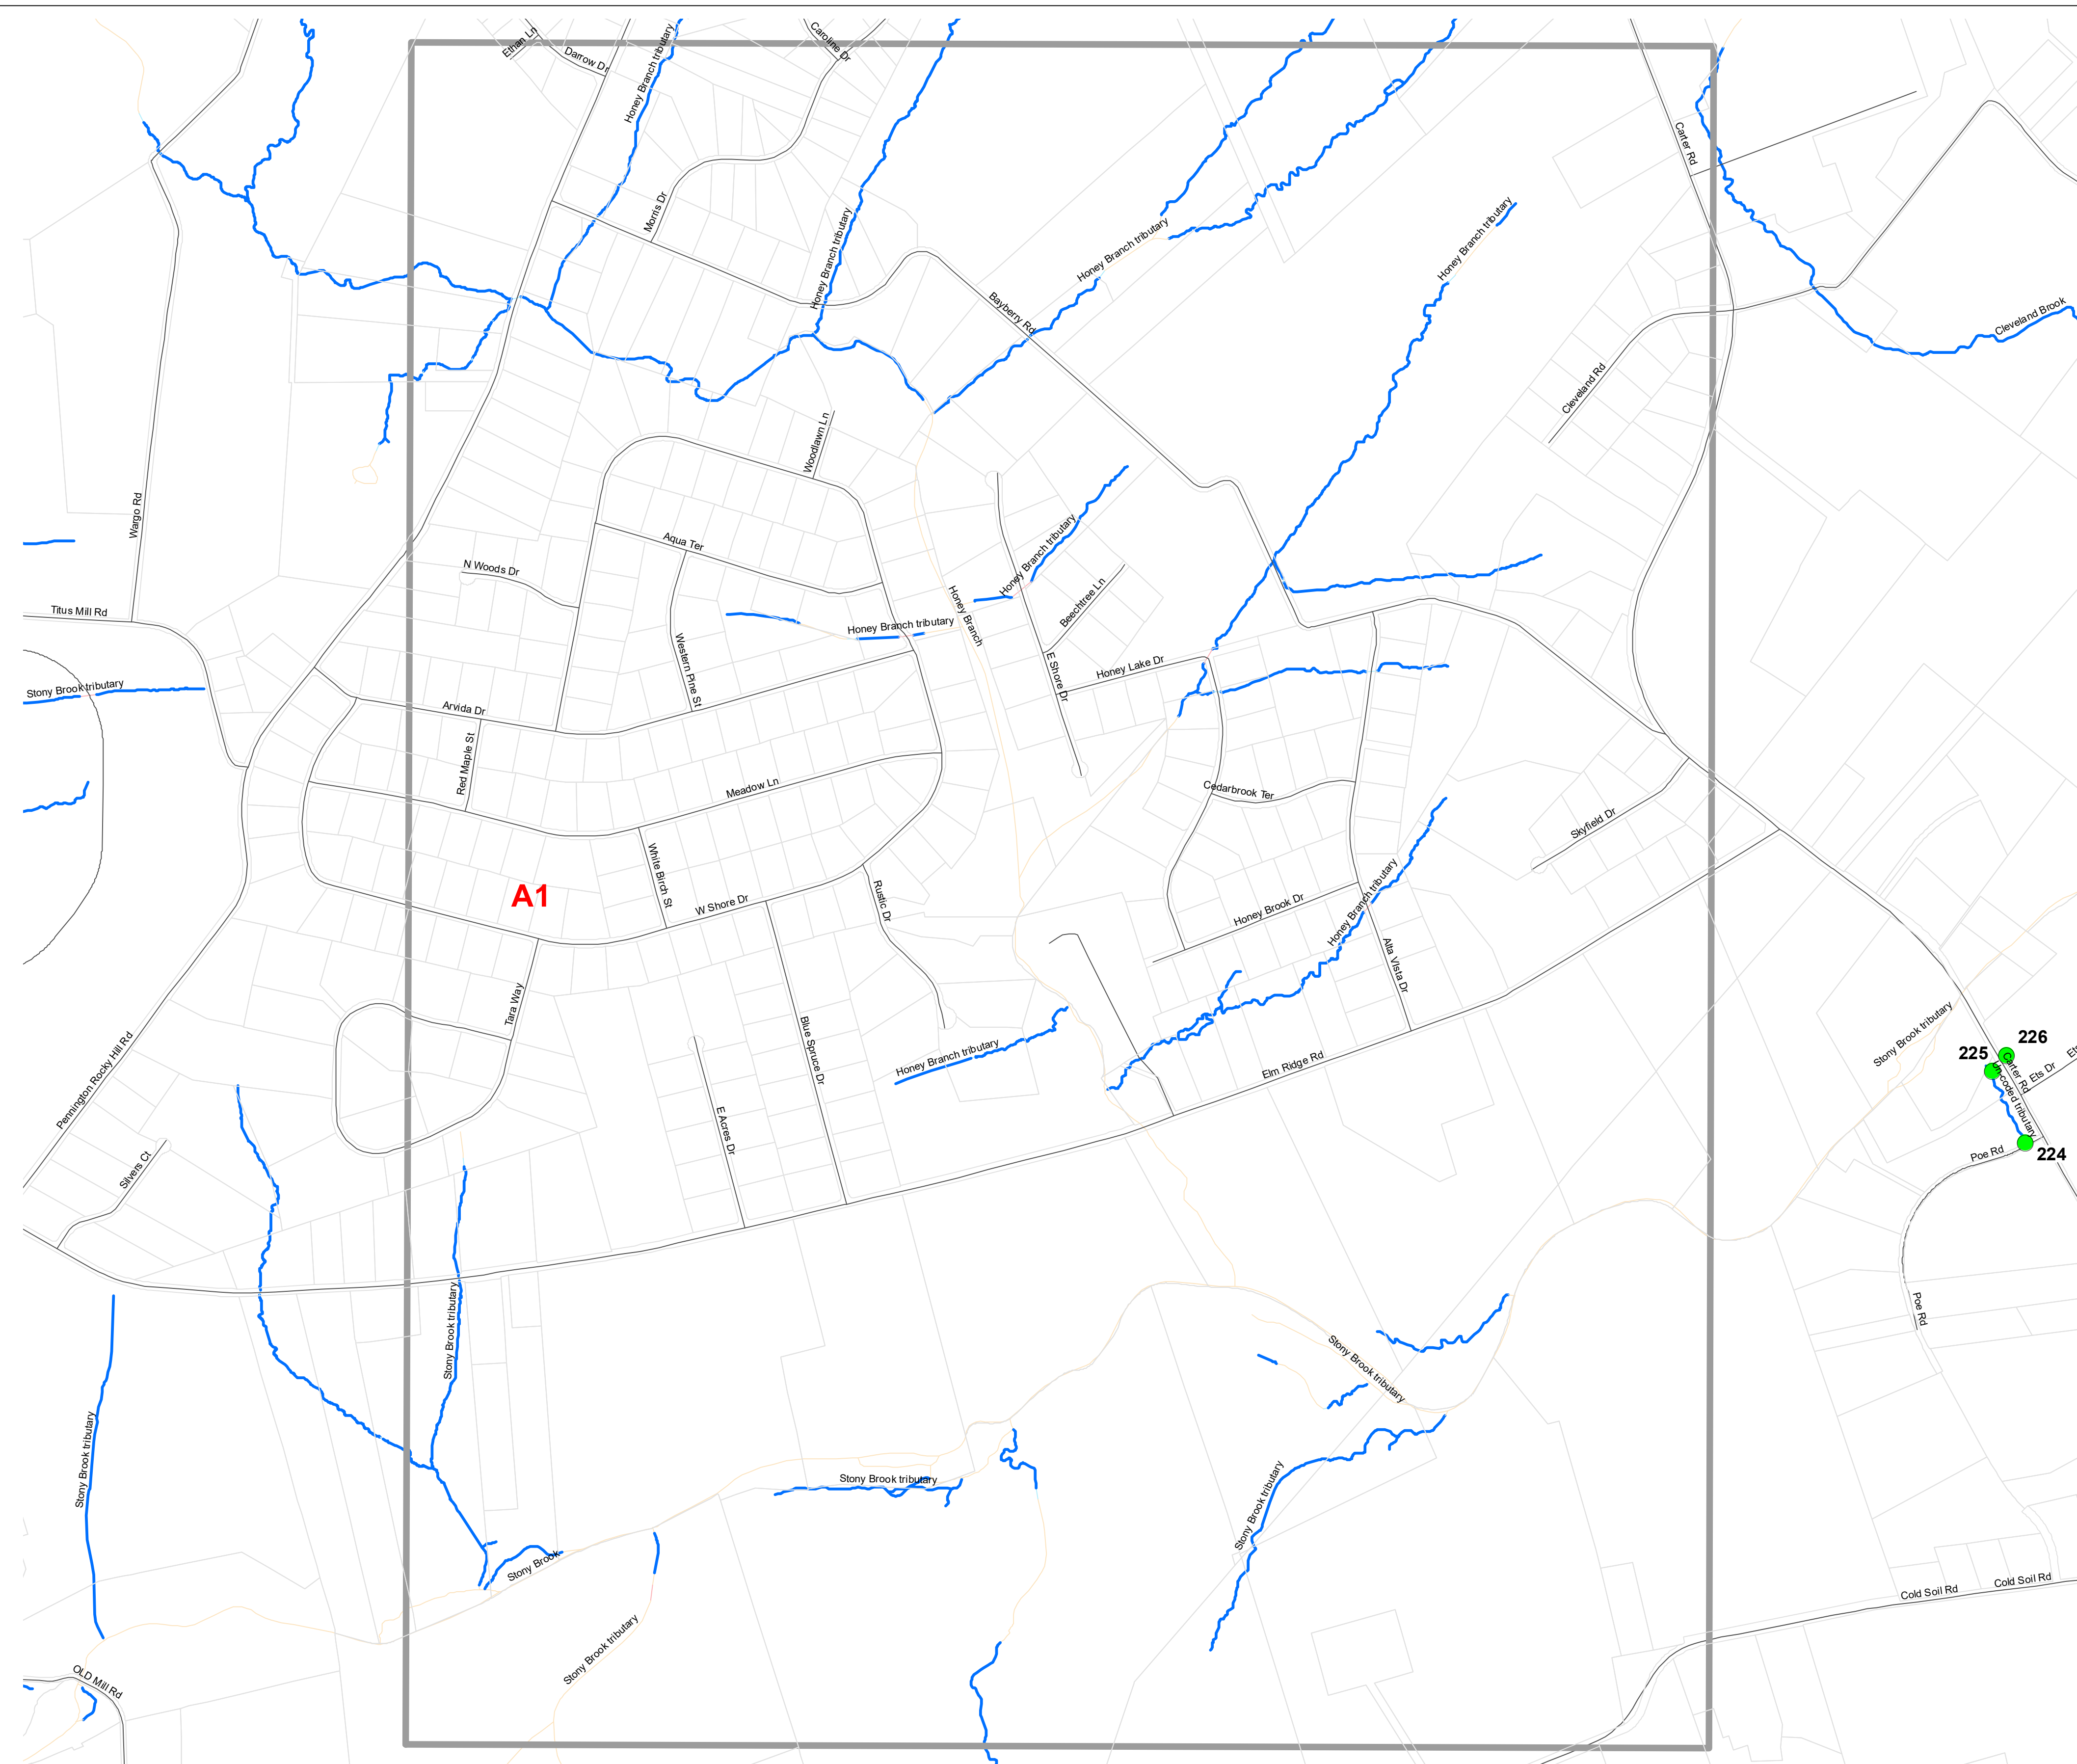 Ethan Ln
Darrow Dr
Honey Branch tributary
Caroline Dr
Carter Rd
Morris Dr
Honey Branch tributary
Honey Branch tributary
Honey Branch tributary
Bayberry Rd
Cleveland Brook
Cleveland Rd
Woodlawn Ln
Wargo Rd
Aqua Ter
N Woods Dr
Honey Branch tributary
Beechtree Ln
Honey Branch
Titus Mill Rd
Honey Branch tributary
Western Pine St
E Shore Dr
Honey Lake Dr
Stony Brook tributary
Arvida Dr
Red Maple St
Meadow Ln
Cedarbrook Ter
Skyfield Dr
White Birch St
A1
W Shore Dr
Rustic Dr
Honey Brook Dr
Honey Branch tributary
Alta Vista Dr
Tara Way
Blue Spruce Dr
Honey Branch tributary
Elm Ridge Rd
Stony Brook tributary
226
225
Carter Rd
Un-coded tributary
Ets Dr
Ets
Poe Rd
224
Pennington Rocky Hill Rd
E Acres Dr
Silvers Ct
Stony Brook tributary
Poe Rd
Stony Brook tributary
Stony Brook tributary
Stony Brook tributary
Stony Brook tributary
Stony Brook
Cold Soil Rd
Cold Soil Rd
Stony Brook tributary
OLD Mill Rd